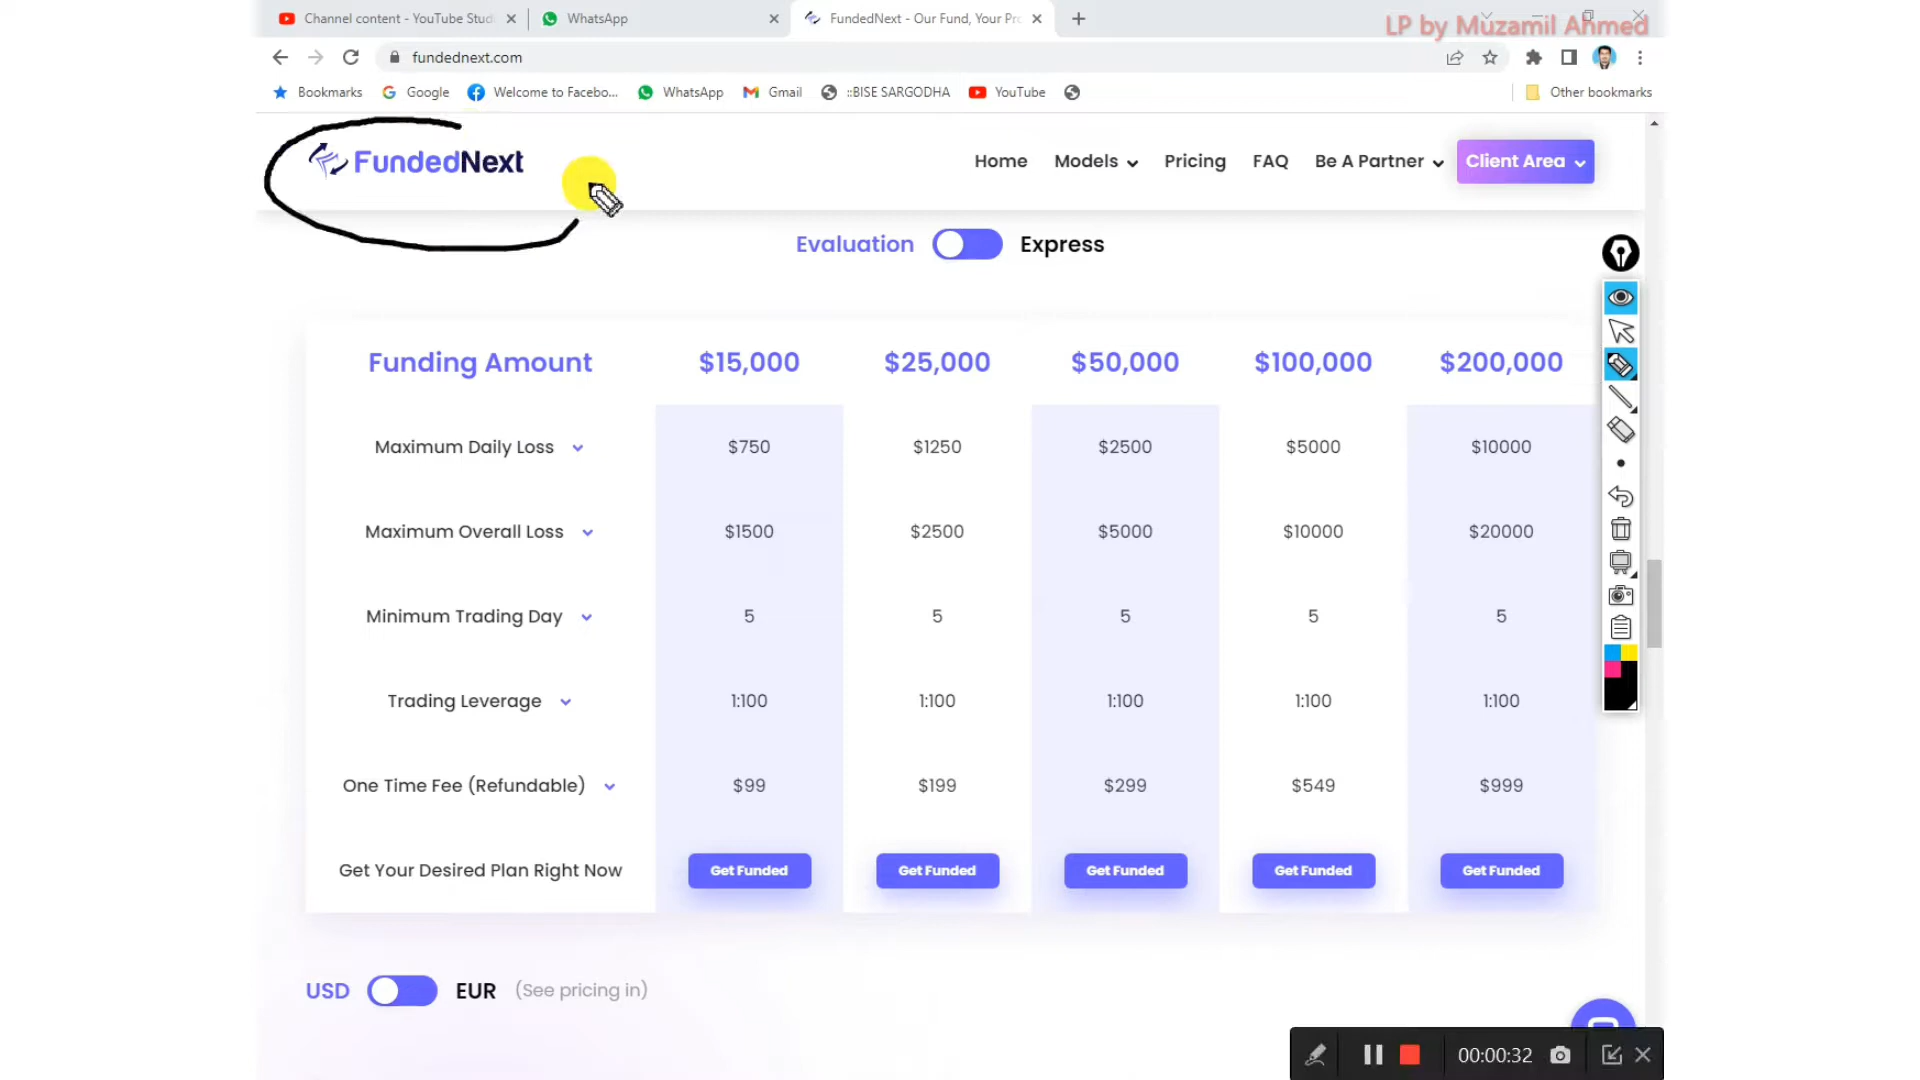 Channel content - YouTube Stud
WhatsApp
FundedNext - Our Fund, Your Pr
LP by Muzamil Ahmed
fundednext.com
Bookmarks
Google
Welcome to Facebo...
WhatsApp
Gmail
::BISE SARGODHA
YouTube
Other bookmarks
FundedNext
Home
Models
Pricing
FAQ
Be A Partner
Client Area
Evaluation
Express
Funding Amount $15,000 $25,000 $50,000 $100,000 $200,000
Maximum Daily Loss $750 $1250 $2500 $5000 $10000
Maximum Overall Loss $1500 $2500 $5000 $10000 $20000
Minimum Trading Day 5 5 5 5 5
Trading Leverage 1:100 1:100 1:100 1:100 1:100
One Time Fee (Refundable) $99 $199 $299 $549 $999
Get Your Desired Plan Right Now Get Funded Get Funded Get Funded Get Funded Get Funded
USD
EUR
(See pricing in)
00:00:32